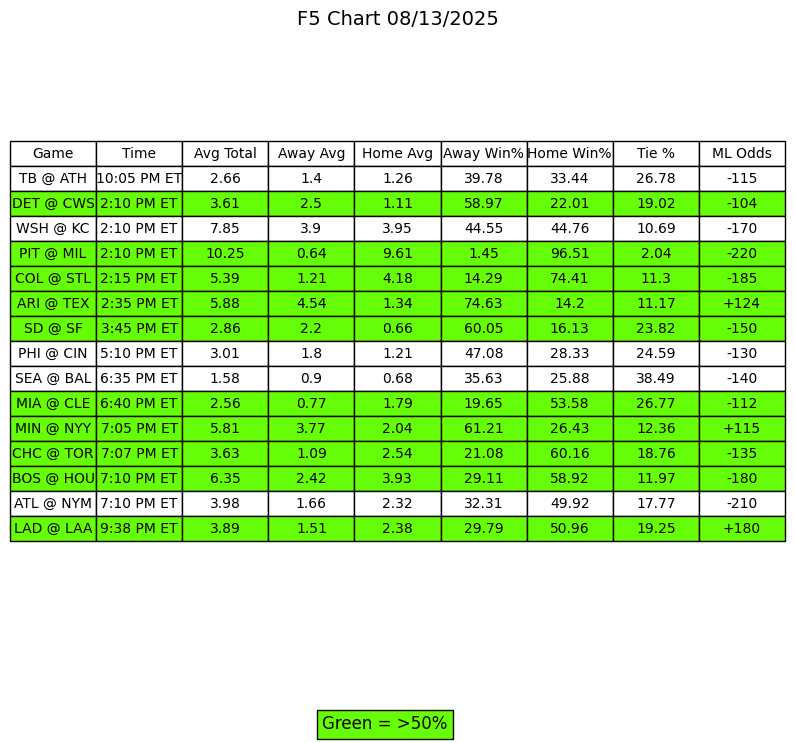 F5 Chart 08/13/2025
Game Time Avg Total Away Avg Home Avg Away Win% Home Win% Tie % ML Odds
TB @ ATH 10:05 PM ET 2.66 1.4 1.26 39.78 33.44 26.78 -115
DET @ CWS 2:10 PM ET 3.61 2.5 1.11 58.97 22.01 19.02 -104
WSH @ KC 2:10 PM ET 7.85 3.9 3.95 44.55 44.76 10.69 -170
PIT @ MIL 2:10 PM ET 10.25 0.64 9.61 1.45 96.51 2.04 -220
COL @ STL 2:15 PM ET 5.39 1.21 4.18 14.29 74.41 11.3 -185
ARI @ TEX 2:35 PM ET 5.88 4.54 1.34 74.63 14.2 11.17 +124
SD @ SF 3:45 PM ET 2.86 2.2 0.66 60.05 16.13 23.82 -150
PHI @ CIN 5:10 PM ET 3.01 1.8 1.21 47.08 28.33 24.59 -130
SEA @ BAL 6:35 PM ET 1.58 0.9 0.68 35.63 25.88 38.49 -140
MIA @ CLE 6:40 PM ET 2.56 0.77 1.79 19.65 53.58 26.77 -112
MIN @ NYY 7:05 PM ET 5.81 3.77 2.04 61.21 26.43 12.36 +115
CHC @ TOR 7:07 PM ET 3.63 1.09 2.54 21.08 60.16 18.76 -135
BOS @ HOU 7:10 PM ET 6.35 2.42 3.93 29.11 58.92 11.97 -180
ATL @ NYM 7:10 PM ET 3.98 1.66 2.32 32.31 49.92 17.77 -210
LAD @ LAA 9:38 PM ET 3.89 1.51 2.38 29.79 50.96 19.25 +180
Green = >50%